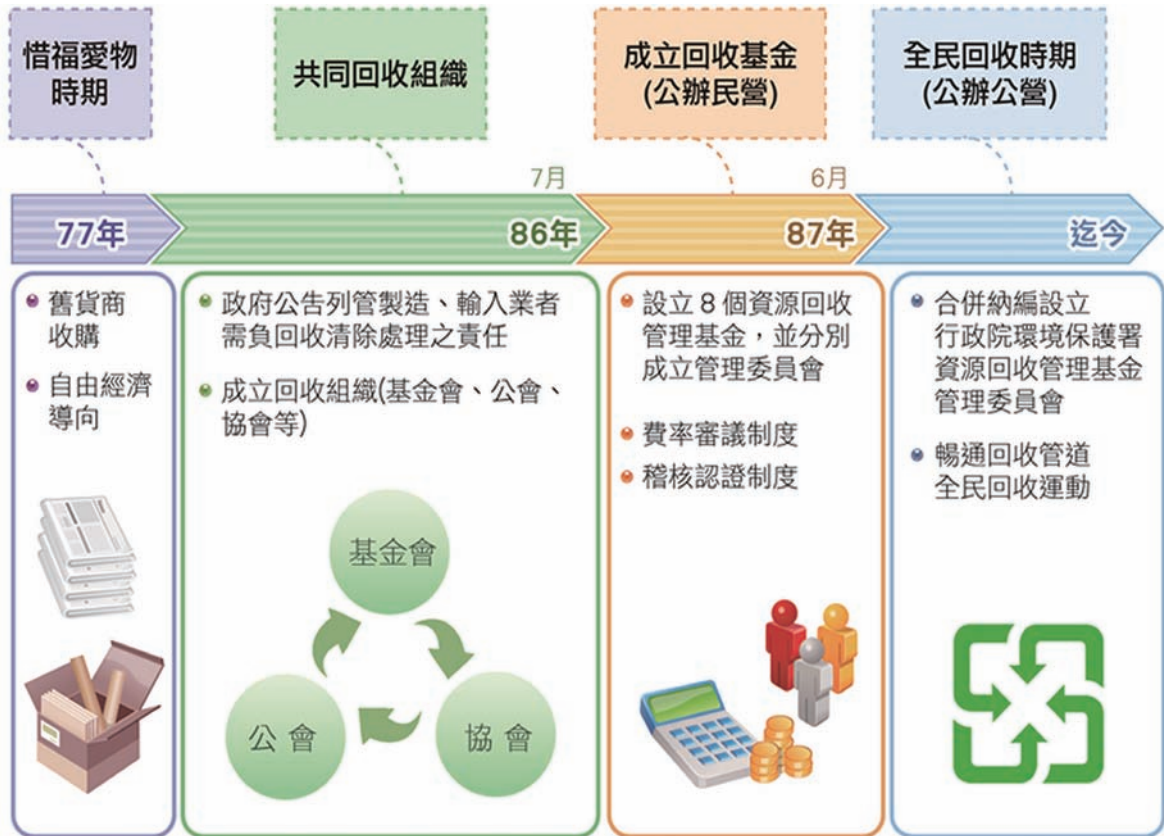 惜福愛物
時期
共同回收組織
成立回收基金
(公辦民營)
全民回收時期
(公辦公營)
7月
6月
77年
86年
87年
迄今
舊貨商
收購
自由經濟
導向
政府公告列管製造、輸入業者
需負回收清除處理之責任
成立回收組織(基金會、公會、
協會等)
基金會
公會
協會
設立 8 個資源回收
管理基金，並分別
成立管理委員會
費率審議制度
稽核認證制度
合併納編設立
行政院環境保護署
資源回收管理基金
管理委員會
暢通回收管道
全民回收運動